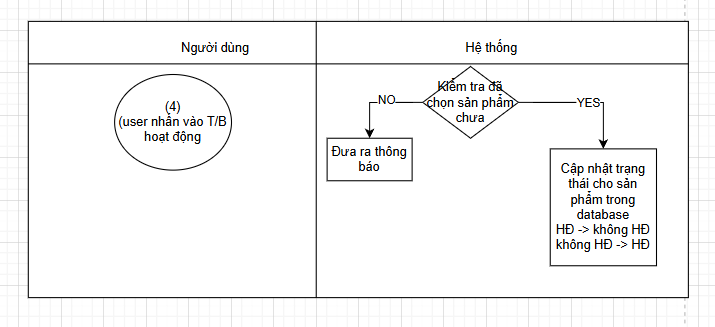 Người dùng
Hệ thống
(4)
(user nhấn vào T/B
hoạt động
Kiểm tra đã
chọn sản phẩm
chưa
NO
YES
Đưa ra thông
báo
Cập nhật trạng
thái cho sản
phẩm trong
database
HĐ -> không HĐ
không HĐ -> HĐ